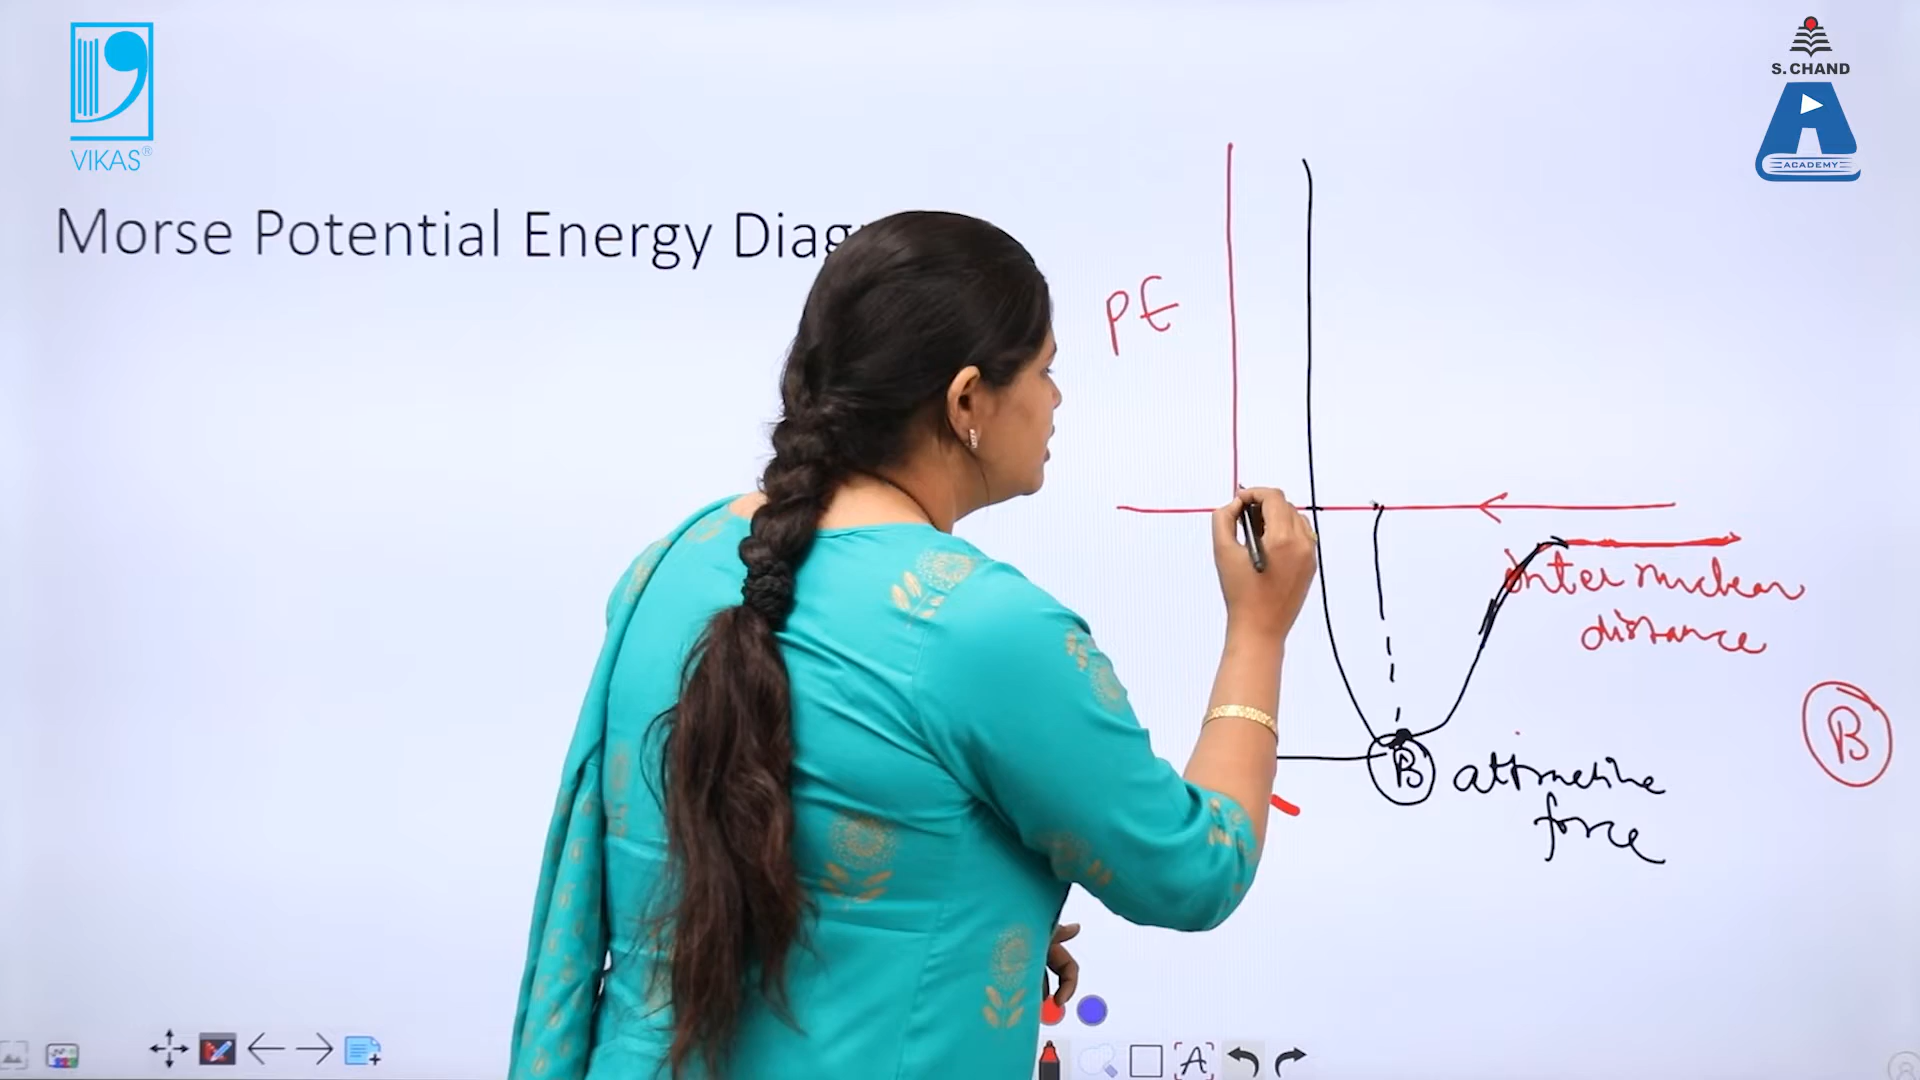 VIKAS®
S. CHAND
ACADEMY
Morse Potential Energy Diag
PE
inter nuclear
distance
B
B
attractive
force
A